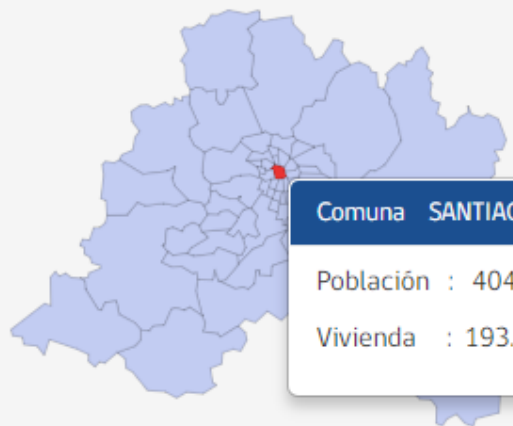 Comuna SANTIAG
Población : 404
Vivienda : 193.